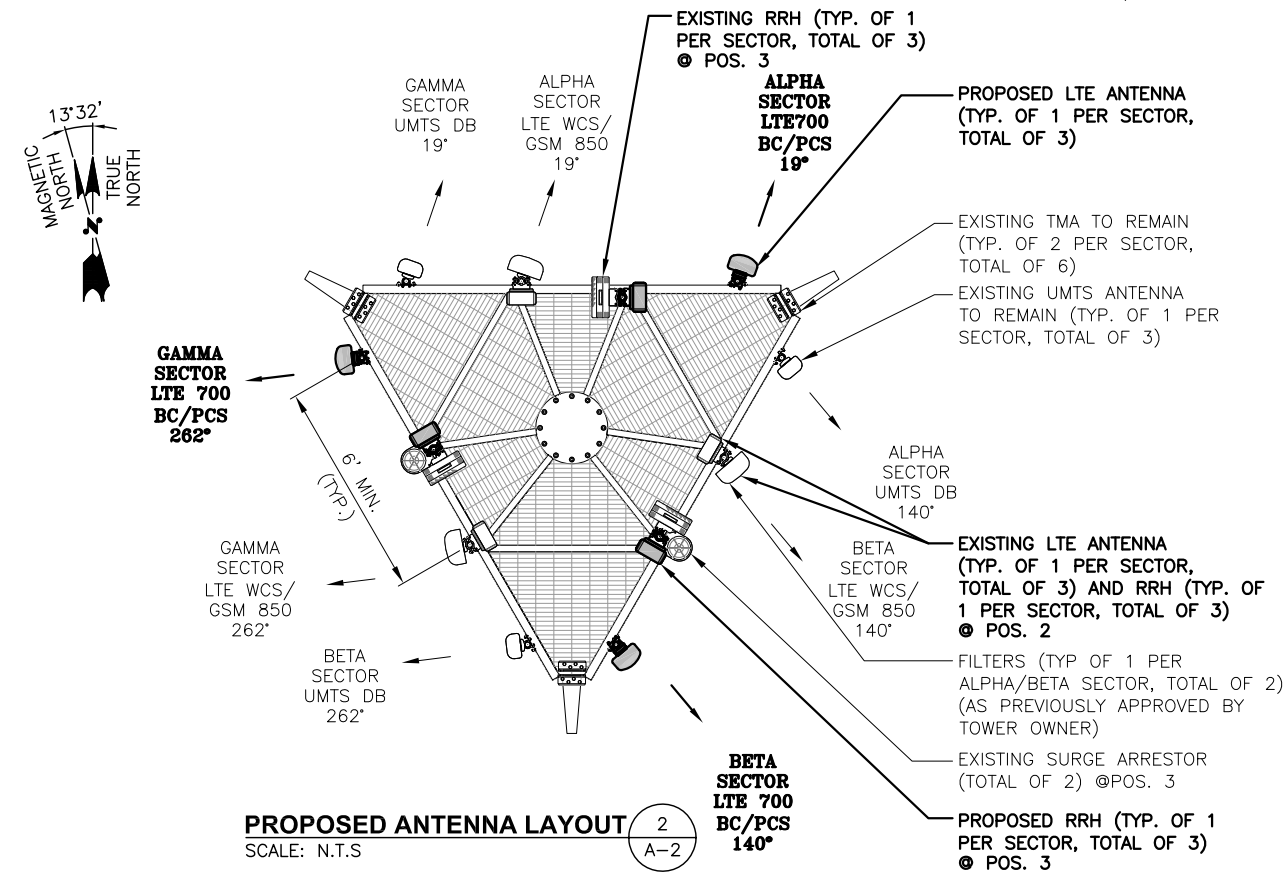 EXISTING RRH (TYP. OF 1
PER SECTOR, TOTAL OF 3)
@ POS. 3
13°32'
MAGNETIC
NORTH
TRUE
NORTH
N
GAMMA
SECTOR
UMTS DB
19°
ALPHA
SECTOR
LTE WCS/
GSM 850
19°
ALPHA
SECTOR
LTE700
BC/PCS
19°
PROPOSED LTE ANTENNA
(TYP. OF 1 PER SECTOR,
TOTAL OF 3)
EXISTING TMA TO REMAIN
(TYP. OF 2 PER SECTOR,
TOTAL OF 6)
EXISTING UMTS ANTENNA
TO REMAIN (TYP. OF 1 PER
SECTOR, TOTAL OF 3)
GAMMA
SECTOR
LTE 700
BC/PCS
262°
6' MIN.
(TYP.)
ALPHA
SECTOR
UMTS DB
140°
GAMMA
SECTOR
LTE WCS/
GSM 850
262°
BETA
SECTOR
LTE WCS/
GSM 850
140°
EXISTING LTE ANTENNA
(TYP. OF 1 PER SECTOR,
TOTAL OF 3) AND RRH (TYP. OF
1 PER SECTOR, TOTAL OF 3)
@ POS. 2
BETA
SECTOR
UMTS DB
262°
FILTERS (TYP OF 1 PER
ALPHA/BETA SECTOR, TOTAL OF 2)
(AS PREVIOUSLY APPROVED BY
TOWER OWNER)
EXISTING SURGE ARRESTOR
(TOTAL OF 2) @POS. 3
BETA
SECTOR
LTE 700
BC/PCS
140°
PROPOSED RRH (TYP. OF 1
PER SECTOR, TOTAL OF 3)
@ POS. 3
PROPOSED ANTENNA LAYOUT
SCALE: N.T.S
2
A-2